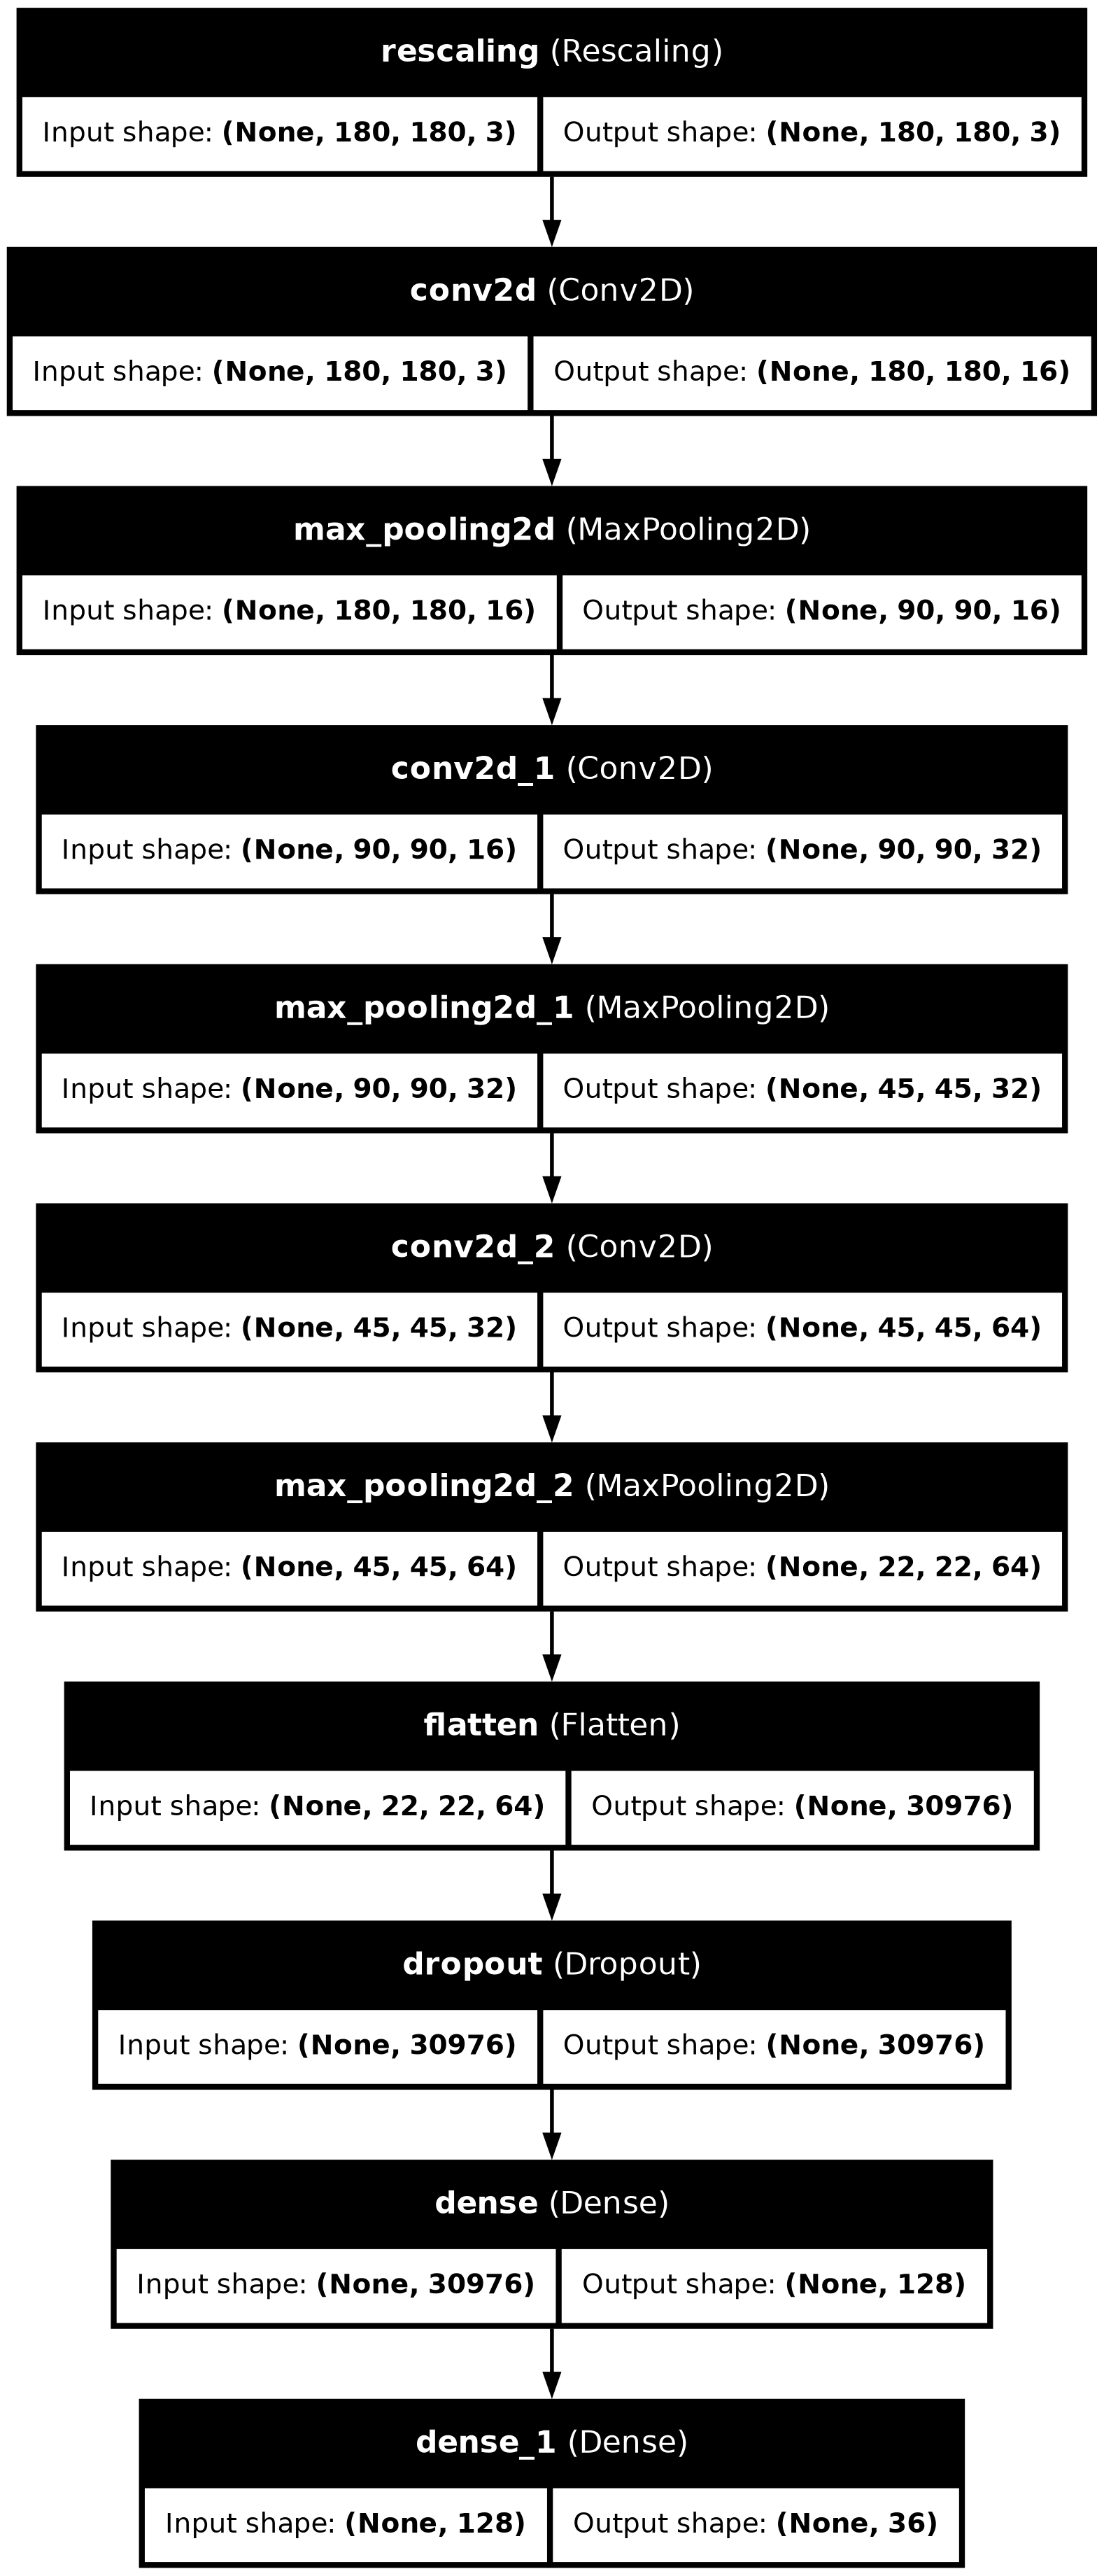 rescaling (Rescaling)
Input shape: (None, 180, 180, 3) Output shape: (None, 180, 180, 3)
conv2d (Conv2D)
Input shape: (None, 180, 180, 3) Output shape: (None, 180, 180, 16)
max_pooling2d (MaxPooling2D)
Input shape: (None, 180, 180, 16) Output shape: (None, 90, 90, 16)
conv2d_1 (Conv2D)
Input shape: (None, 90, 90, 16) Output shape: (None, 90, 90, 32)
max_pooling2d_1 (MaxPooling2D)
Input shape: (None, 90, 90, 32) Output shape: (None, 45, 45, 32)
conv2d_2 (Conv2D)
Input shape: (None, 45, 45, 32) Output shape: (None, 45, 45, 64)
max_pooling2d_2 (MaxPooling2D)
Input shape: (None, 45, 45, 64) Output shape: (None, 22, 22, 64)
flatten (Flatten)
Input shape: (None, 22, 22, 64) Output shape: (None, 30976)
dropout (Dropout)
Input shape: (None, 30976) Output shape: (None, 30976)
dense (Dense)
Input shape: (None, 30976) Output shape: (None, 128)
dense_1 (Dense)
Input shape: (None, 128) Output shape: (None, 36)